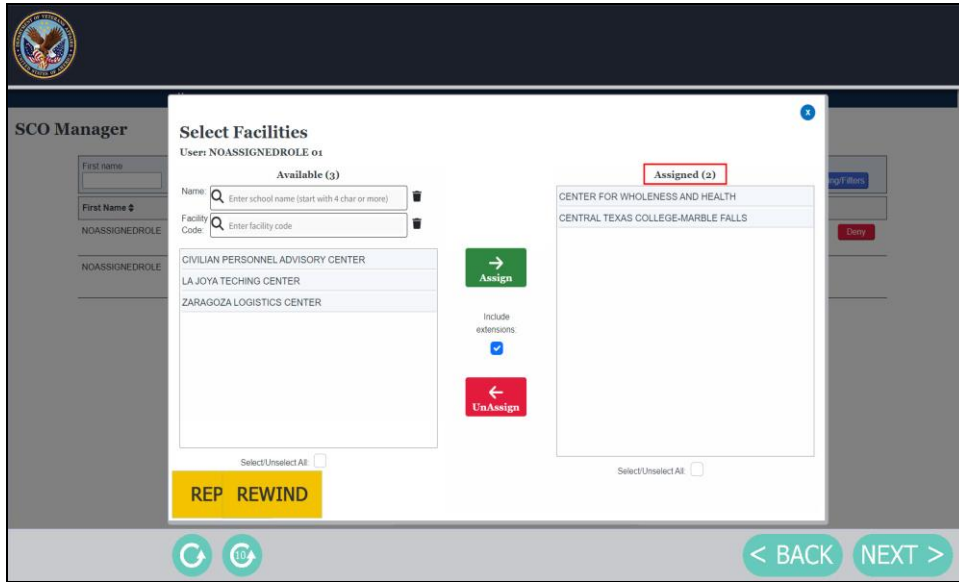 SCO Manager
First name
ng/Filters
First Name
NOASSIGNEDROLE
Deny
NOASSIGNEDROLE
X
Select Facilities
User: NOASSIGNEDROLE 01
Available (3)
Name: Enter school name (start with 4 char or more)
Facility Code: Enter facility code
CIVILIAN PERSONNEL ADVISORY CENTER
LA JOYA TECHING CENTER
ZARAGOZA LOGISTICS CENTER
Select/Unselect All:
Assign
Include
extensions
UnAssign
Assigned (2)
CENTER FOR WHOLENESS AND HEALTH
CENTRAL TEXAS COLLEGE-MARBLE FALLS
Select/Unselect All:
REP REWIND
10
< BACK NEXT >